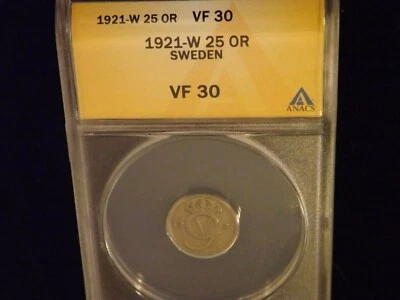 1921-W 25 OR VF 30
1921-W 25 OR
SWEDEN
VF 30
ANACS